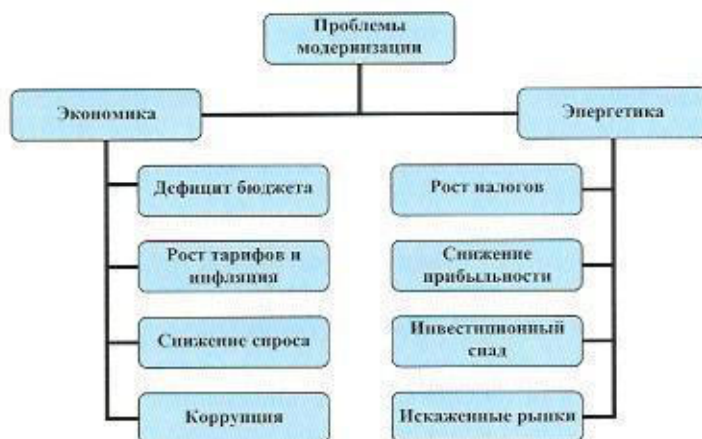 Проблемы
модернизации
Экономика
Энергетика
Дефицит бюджета
Рост тарифов и
инфляция
Снижение спроса
Коррупция
Рост налогов
Снижение
прибыльности
Инвестиционный
спад
Искаженные рынки